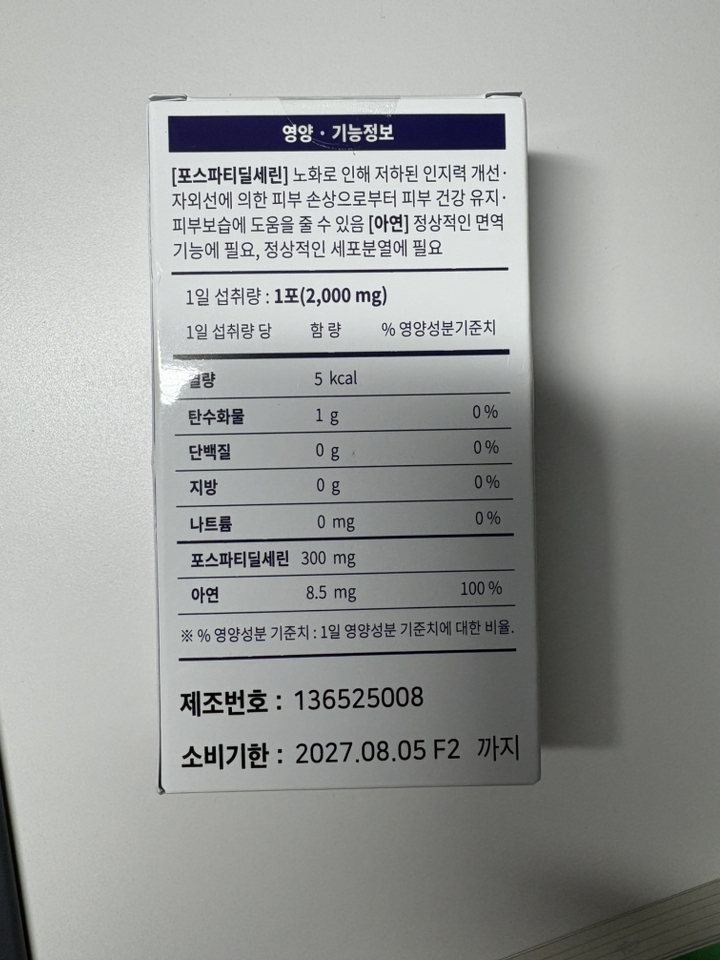 영양 · 기능정보
[포스파티딜세린] 노화로 인해 저하된 인지력 개선·
자외선에 의한 피부 손상으로부터 피부 건강 유지·
피부보습에 도움을 줄 수 있음 [아연] 정상적인 면역
기능에 필요, 정상적인 세포분열에 필요
1일 섭취량 : 1포(2,000 mg)
1일 섭취량 당 함 량 % 영양성분기준치
열량 5 kcal
탄수화물 1 g 0 %
단백질 0 g 0 %
지방 0 g 0 %
나트륨 0 mg 0 %
포스파티딜세린 300 mg
아연 8.5 mg 100 %
※ % 영양성분 기준치 : 1일 영양성분 기준치에 대한 비율.
제조번호 : 136525008
소비기한 : 2027.08.05 F2 까지